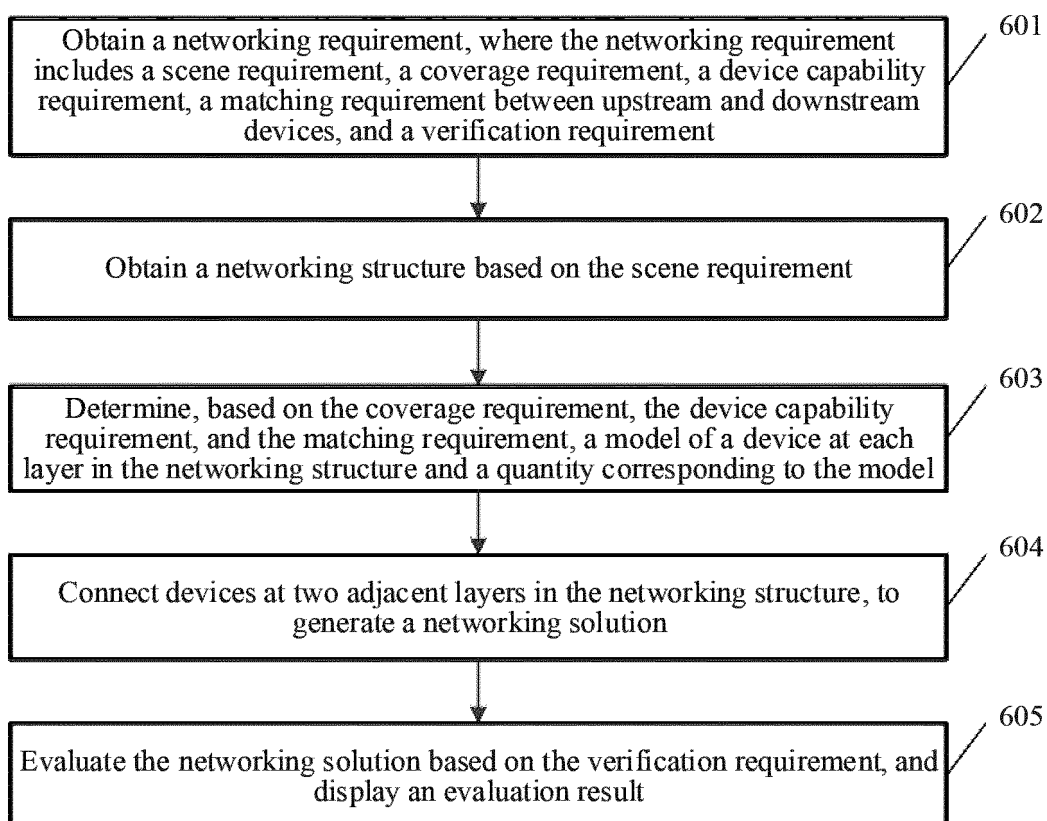 601
Obtain a networking requirement, where the networking requirement
includes a scene requirement, a coverage requirement, a device capability
requirement, a matching requirement between upstream and downstream
devices, and a verification requirement
602
Obtain a networking structure based on the scene requirement
603
Determine, based on the coverage requirement, the device capability
requirement, and the matching requirement, a model of a device at each
layer in the networking structure and a quantity corresponding to the model
604
Connect devices at two adjacent layers in the networking structure, to
generate a networking solution
605
Evaluate the networking solution based on the verification requirement, and
display an evaluation result